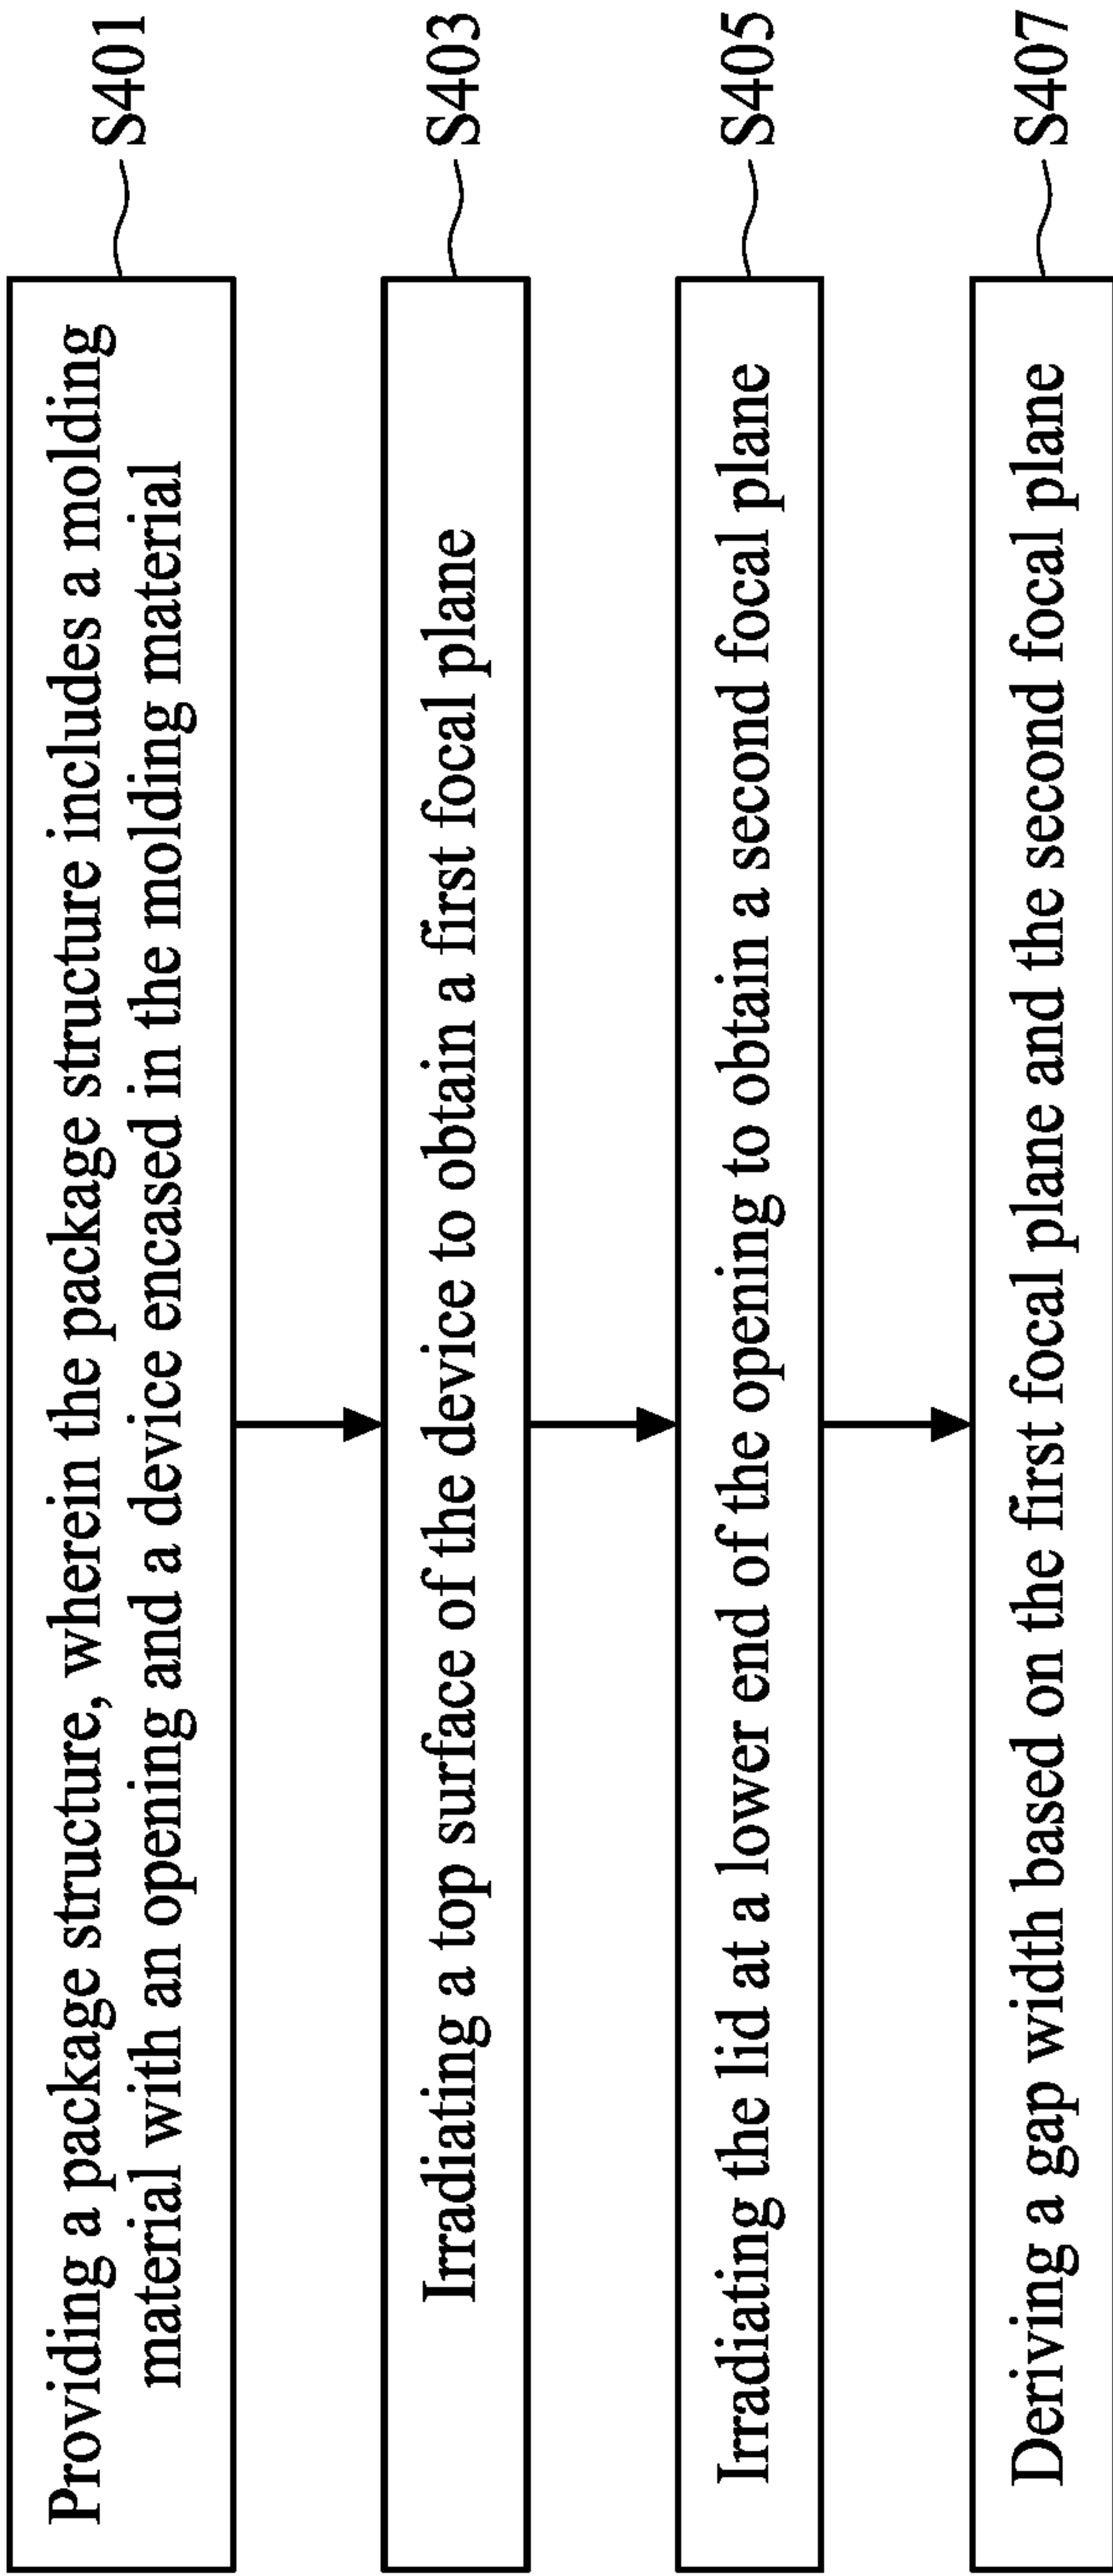 Providing a package structure, wherein the package structure includes a molding
material with an opening and a device encased in the molding material
S401
Irradiating a top surface of the device to obtain a first focal plane
S403
Irradiating the lid at a lower end of the opening to obtain a second focal plane
S405
Deriving a gap width based on the first focal plane and the second focal plane
S407